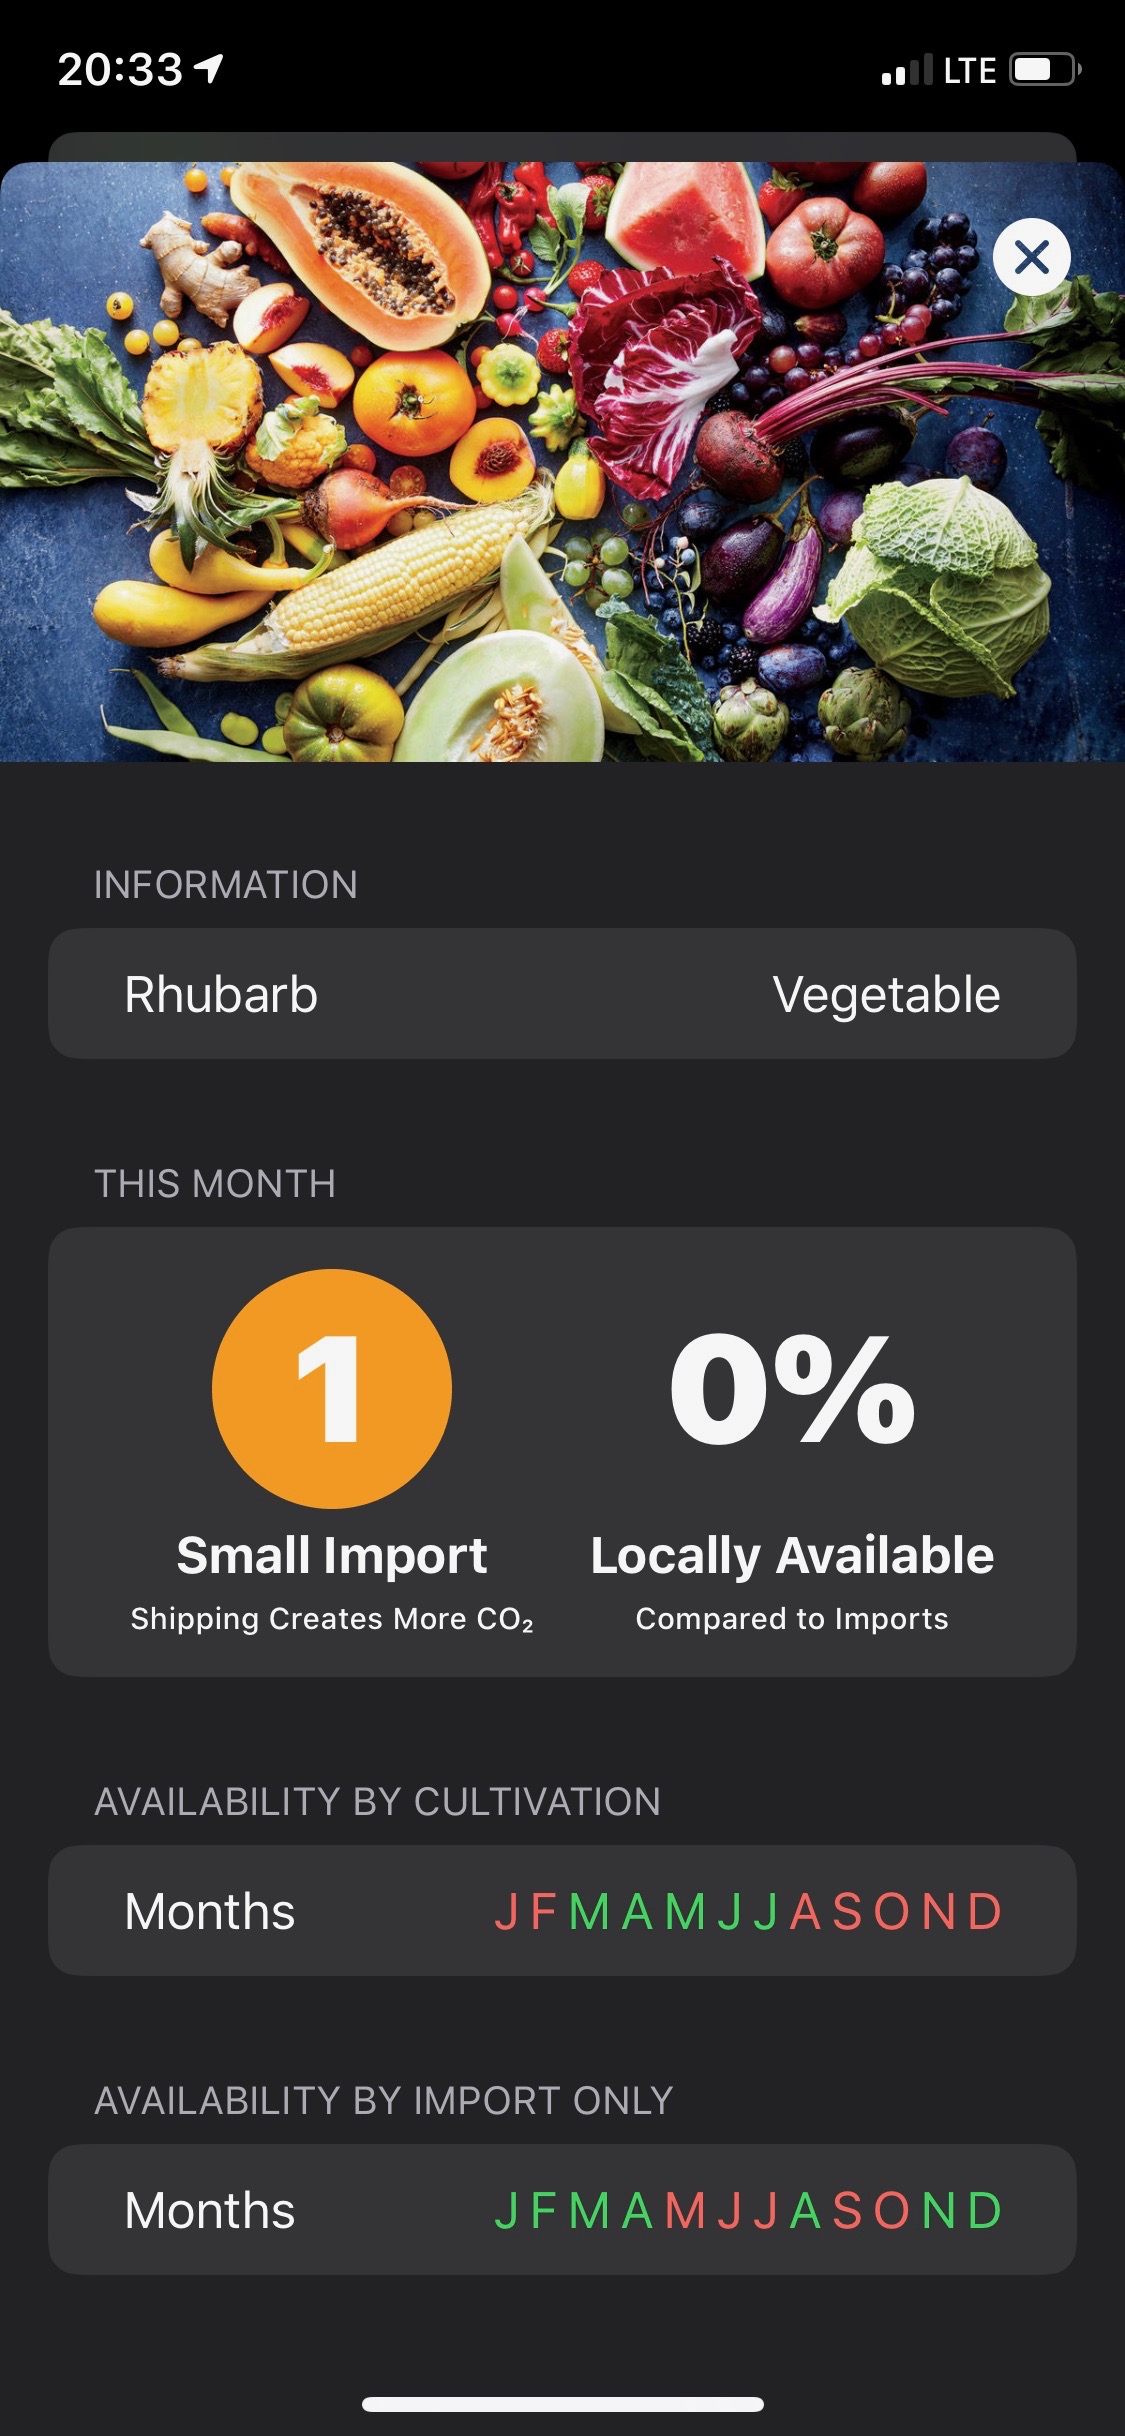 20:33 LTE
INFORMATION
Rhubarb Vegetable
THIS MONTH
1 0%
Small Import Locally Available
Shipping Creates More CO₂ Compared to Imports
AVAILABILITY BY CULTIVATION
Months J F M A M J J A S O N D
AVAILABILITY BY IMPORT ONLY
Months J F M A M J J A S O N D